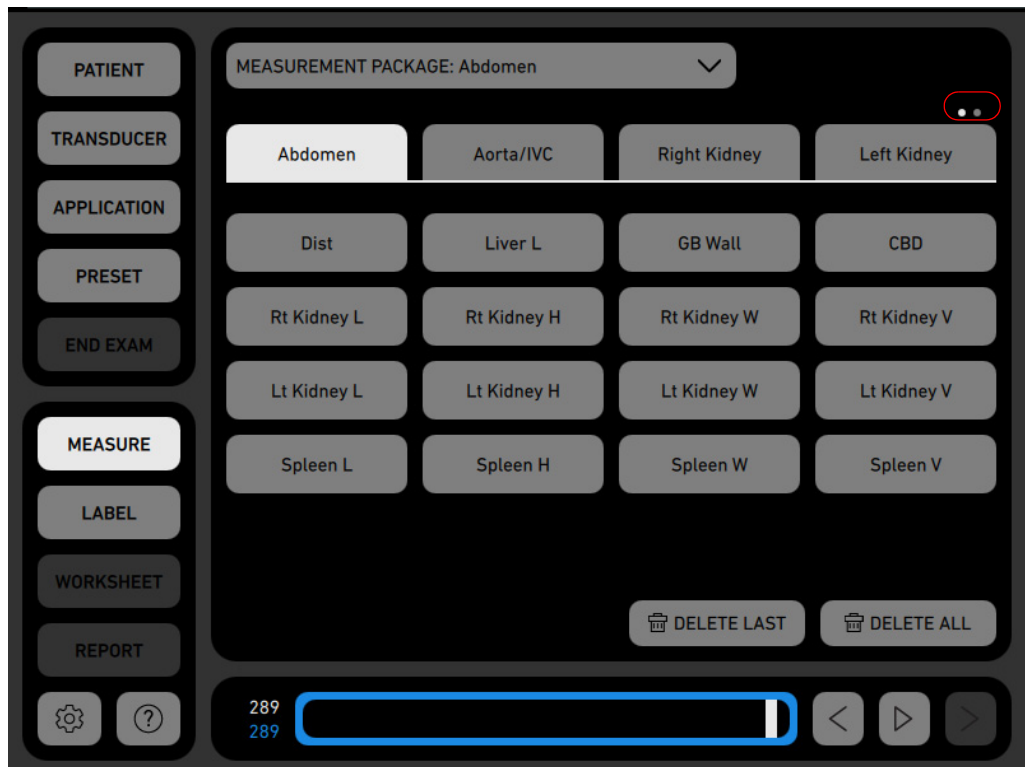 PATIENT
TRANSDUCER
APPLICATION
PRESET
END EXAM
MEASURE
LABEL
WORKSHEET
REPORT
?
MEASUREMENT PACKAGE: Abdomen
Abdomen Aorta/IVC Right Kidney Left Kidney
Dist Liver L GB Wall CBD
Rt Kidney L Rt Kidney H Rt Kidney W Rt Kidney V
Lt Kidney L Lt Kidney H Lt Kidney W Lt Kidney V
Spleen L Spleen H Spleen W Spleen V
DELETE LAST DELETE ALL
289
289